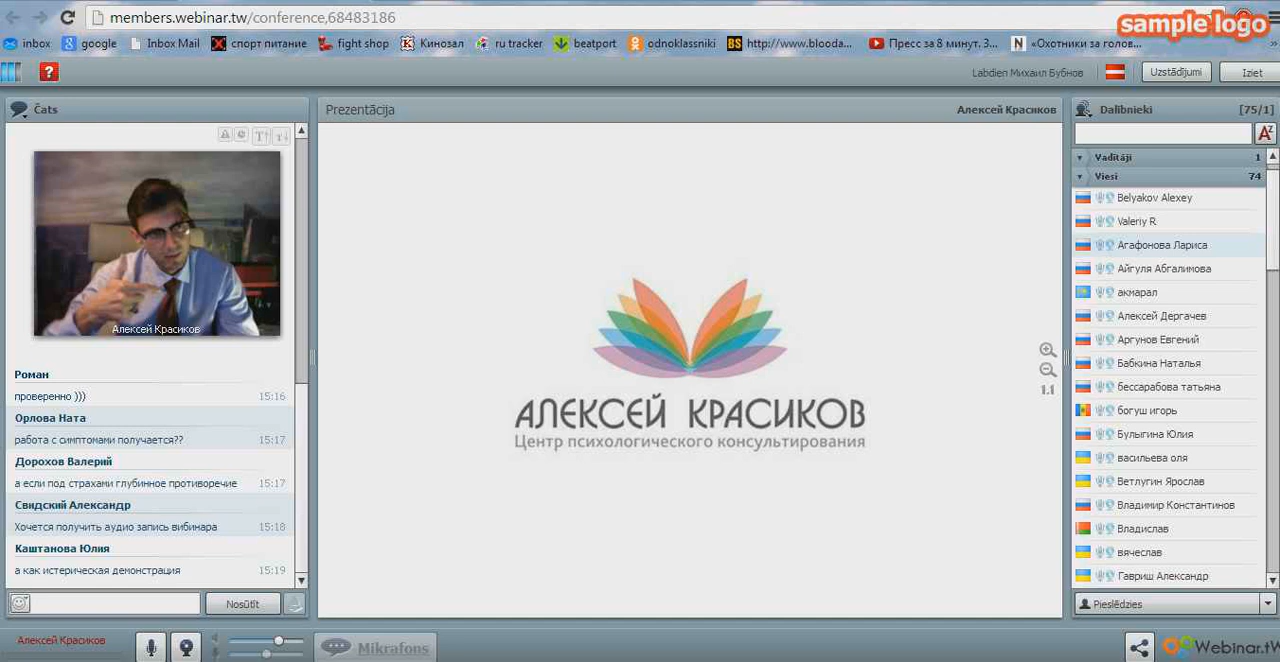 members.webinar.tw/conference,68483186
sample logo
inbox
google
Inbox Mail
спорт питание
fight shop
Кинозал
ru tracker
beatport
odnoklassniki
http://www.blooda...
Пресс за 8 минут. 3...
«Охотники за голов...
Labdien Михаил Бубнов
Uzstādījumi
Iziet
Čats
Алексей Красиков
Роман
проверенно )))
15:16
Орлова Ната
работа с симптомами получается??
15:17
Дорохов Валерий
а если под страхами глубинное противоречие
15:17
Свидский Александр
Хочется получить аудио запись вибинара
15:18
Каштанова Юлия
а как истерическая демонстрация
15:19
Nosūtīt
Prezentācija
Алексей Красиков
АЛЕКСЕЙ КРАСИКОВ
Центр психологического консультирования
1.1
Dalībnieki
[75/1]
Vadītāji
1
Viesi
74
Belyakov Alexey
Valeriy R
Агафонова Лариса
Айгуля Абгалимова
акмарал
Алексей Дергачев
Аргунов Евгений
Бабкина Наталья
бессарабова татьяна
богуш игорь
Булыгина Юлия
васильева оля
Ветлугин Ярослав
Владимир Константинов
Владислав
вячеслав
Гавриш Александр
Pieslēdzies
Алексей Красиков
Mikrafons
Webinar.tw